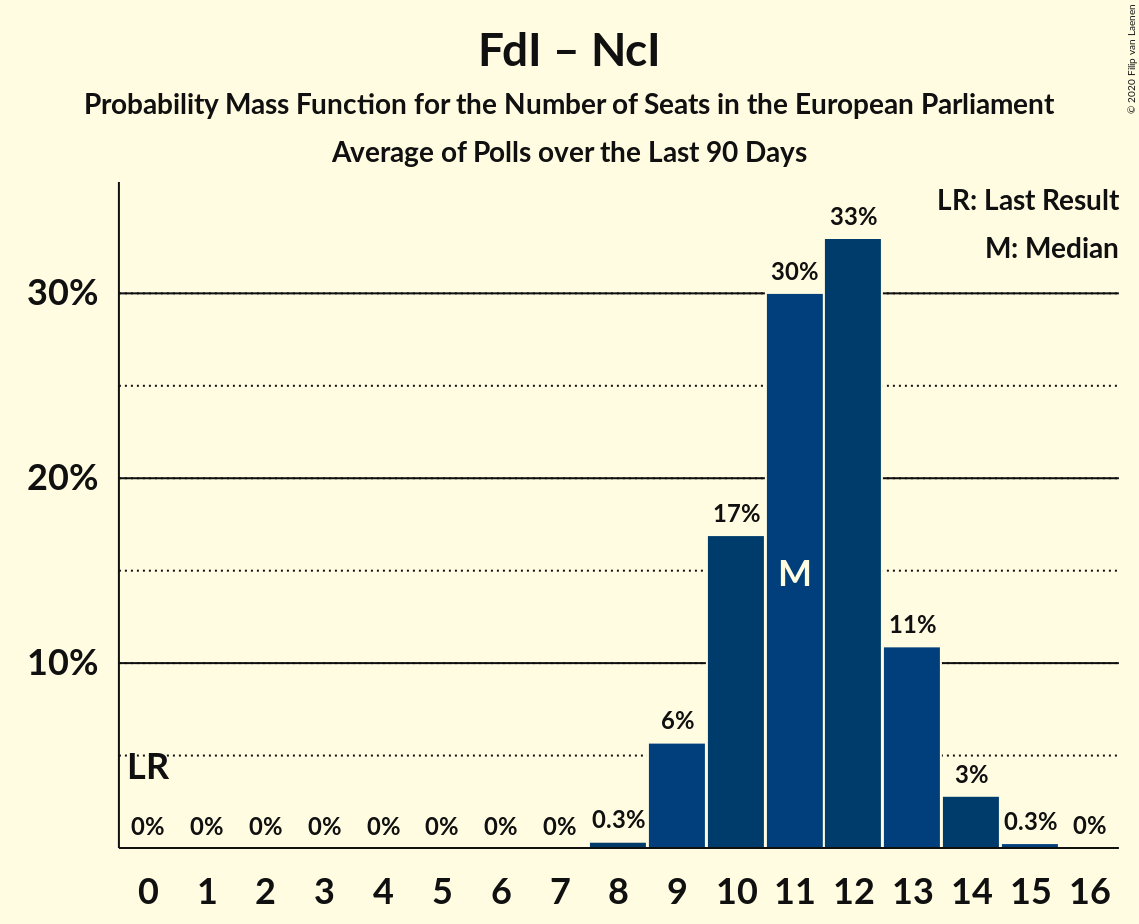 FdI – NcI
Probability Mass Function for the Number of Seats in the European Parliament
Average of Polls over the Last 90 Days
© 2020 Filip van Laenen
LR: Last Result
M: Median
33%
30%
30%
20%
17%
M
11%
10%
6%
LR
3%
0% 0% 0% 0% 0% 0% 0% 0% 0.3% 0.3% 0%
0 1 2 3 4 5 6 7 8 9 10 11 12 13 14 15 16